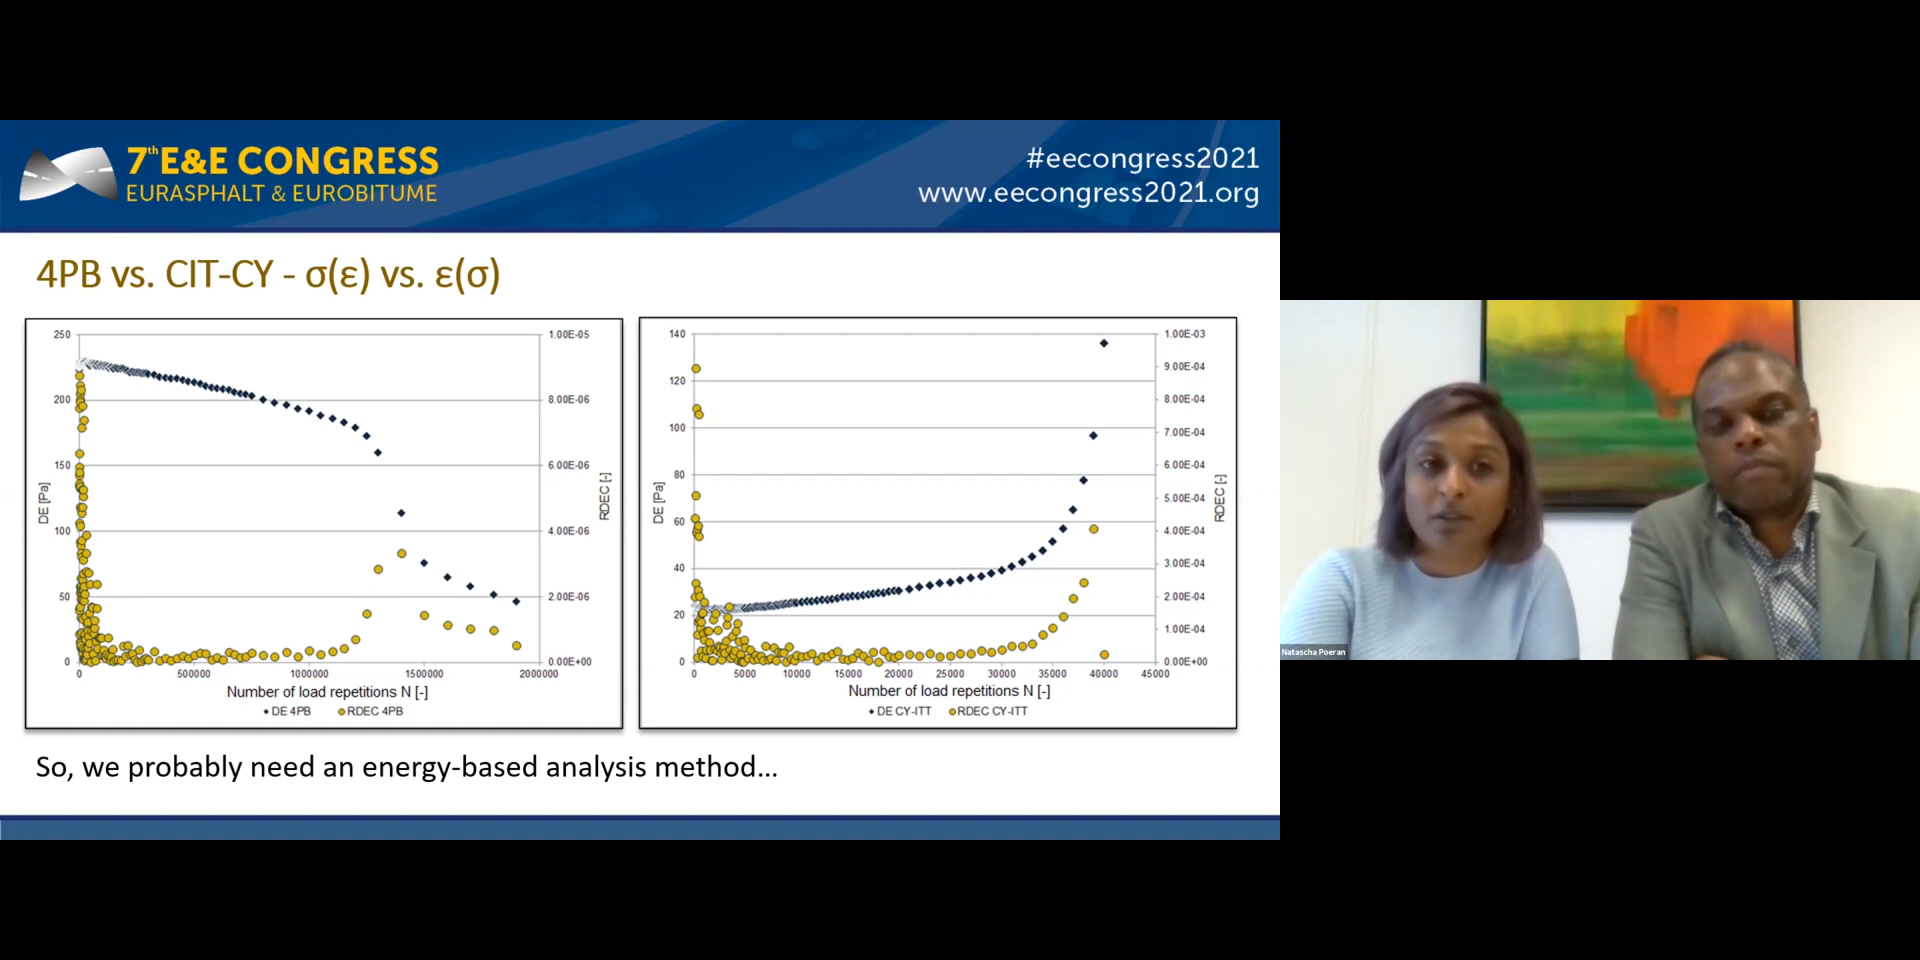 7th E&E CONGRESS
EURASPHALT & EUROBITUME
#eecongress2021
www.eecongress2021.org
4PB vs. CIT-CY - σ(ε) vs. ε(σ)
250
200
150
100
50
0
DE [Pa]
1.00E-05
8.00E-06
6.00E-06
4.00E-06
2.00E-06
0.00E+00
RDEC [-]
0 500000 1000000 1500000 2000000
Number of load repetitions N [-]
DE 4PB RDEC 4PB
140
120
100
80
60
40
20
0
DE [Pa]
1.00E-03
9.00E-04
8.00E-04
7.00E-04
6.00E-04
5.00E-04
4.00E-04
3.00E-04
2.00E-04
1.00E-04
0.00E+00
RDEC [-]
0 5000 10000 15000 20000 25000 30000 35000 40000 45000
Number of load repetitions N [-]
DE CY-ITT RDEC CY-ITT
So, we probably need an energy-based analysis method...
Natascha Poeran